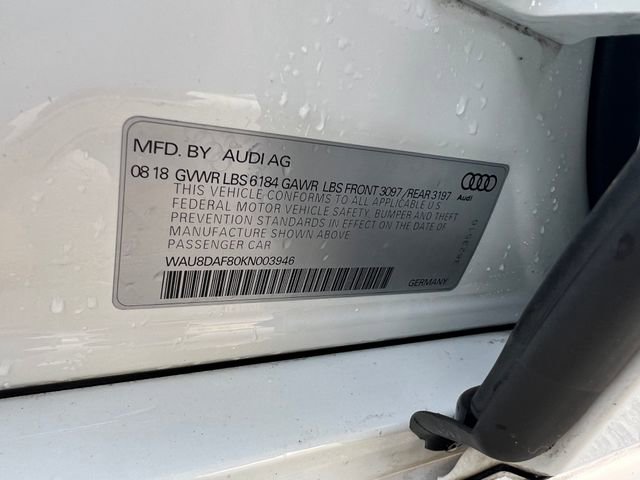 MFD. BY AUDI AG
08 18 GVWR LBS 6184 GAWR LBS FRONT 3097 / REAR 3197
THIS VEHICLE CONFORMS TO ALL APPLICABLE U.S
FEDERAL MOTOR VEHICLE SAFETY, BUMPER AND THEFT
PREVENTION STANDARDS IN EFFECT ON THE DATE OF
MANUFACTURE SHOWN ABOVE
PASSENGER CAR
WAU8DAF80KN003946
GERMANY
Audi